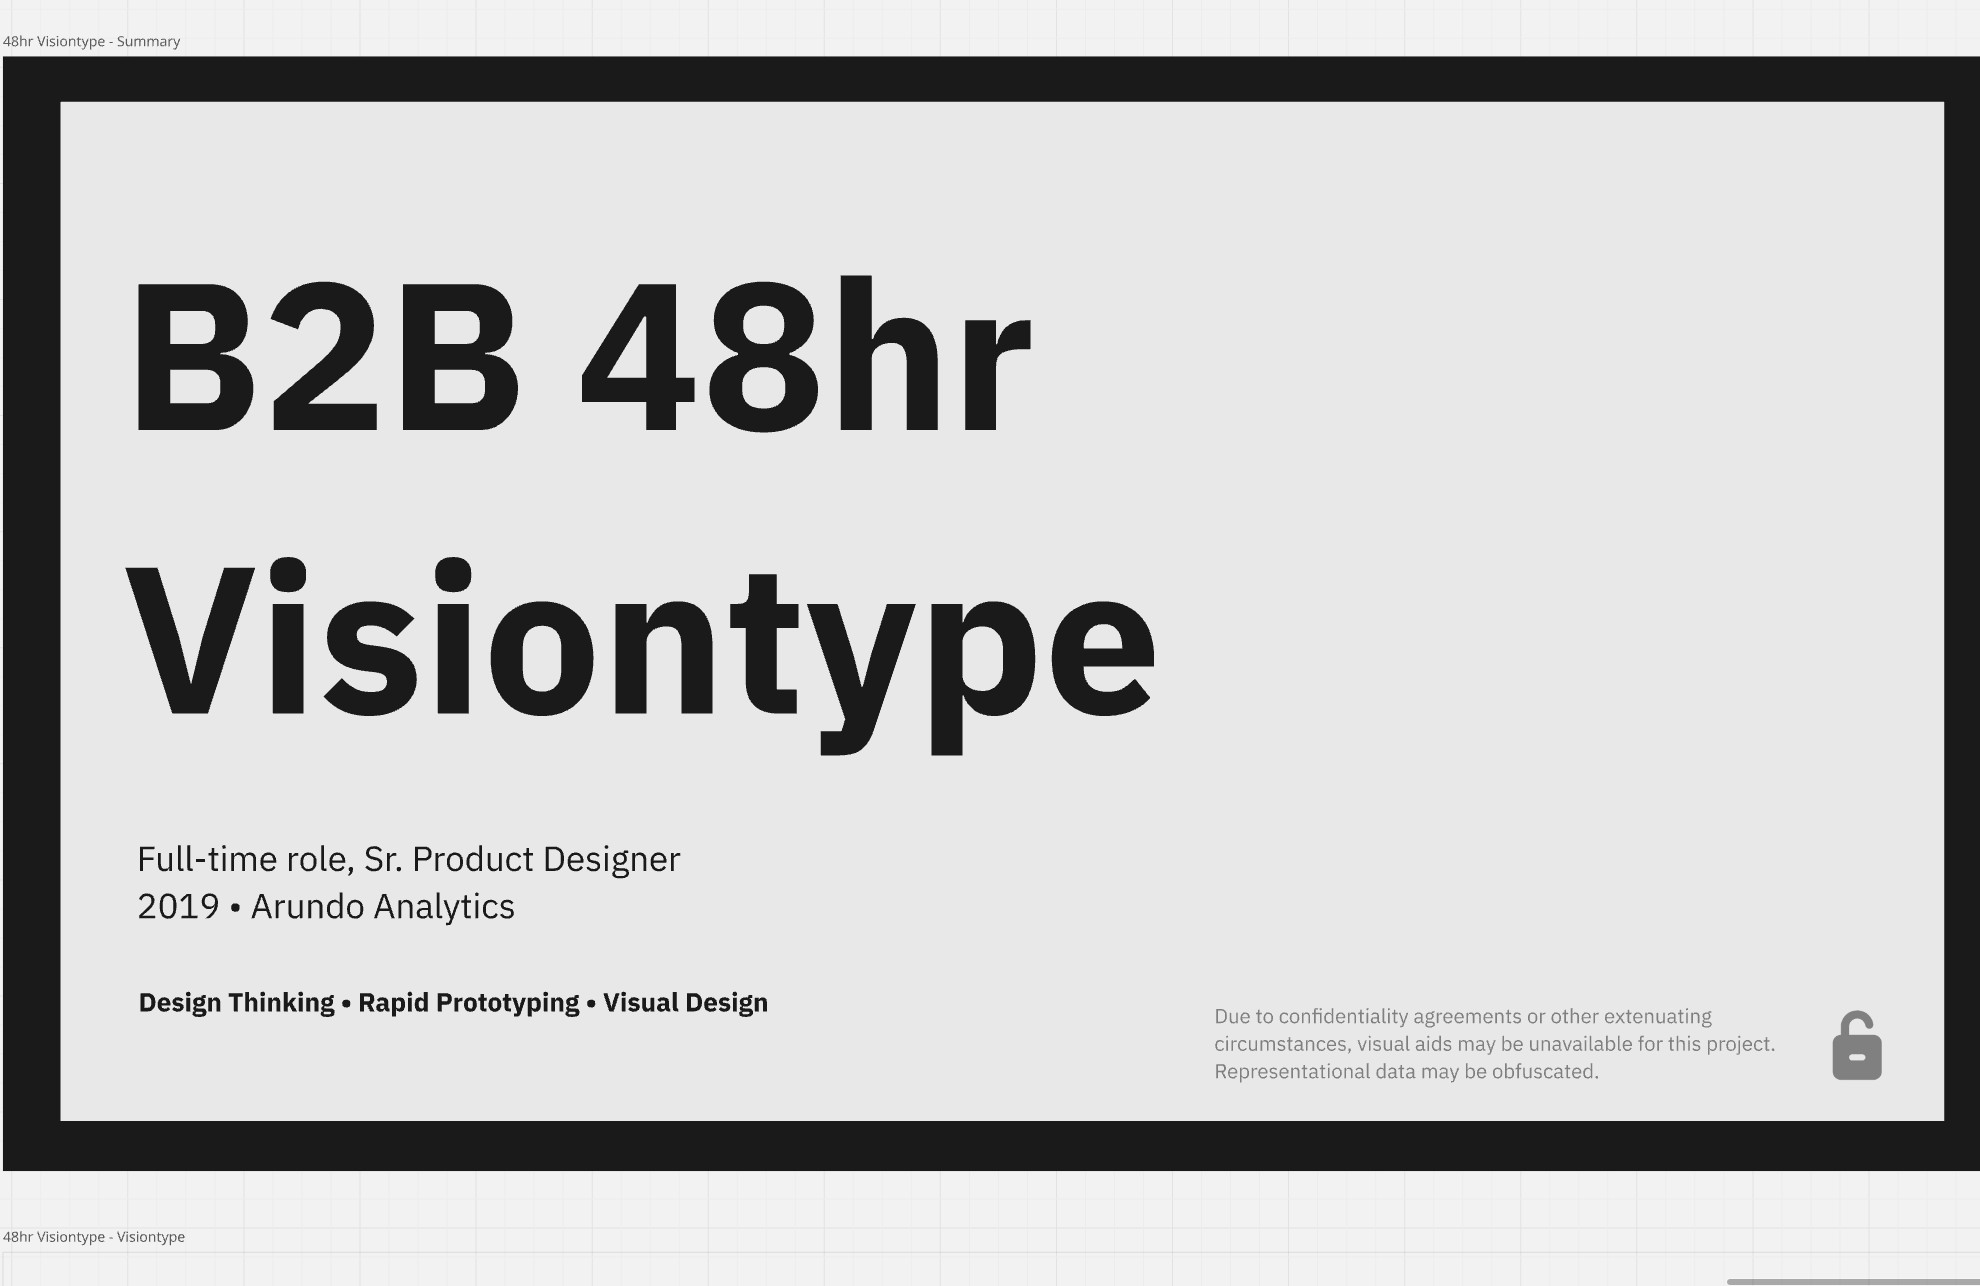 48hr Visiontype - Summary
B2B 48hr
Visiontype
Full-time role, Sr. Product Designer
2019 • Arundo Analytics
Design Thinking • Rapid Prototyping • Visual Design
Due to confidentiality agreements or other extenuating
circumstances, visual aids may be unavailable for this project.
Representational data may be obfuscated.
48hr Visiontype - Visiontype